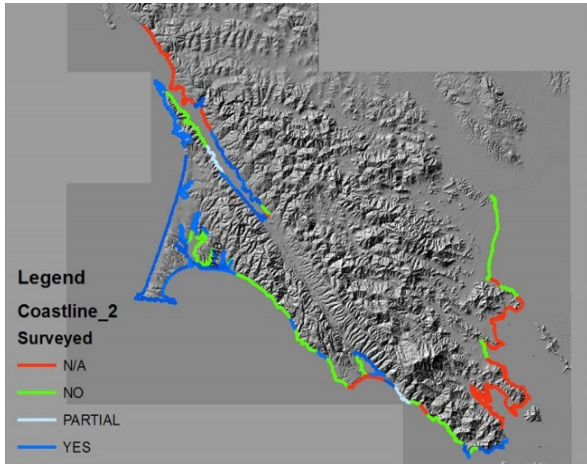 Legend
Coastline_2
Surveyed
N/A
NO
PARTIAL
YES